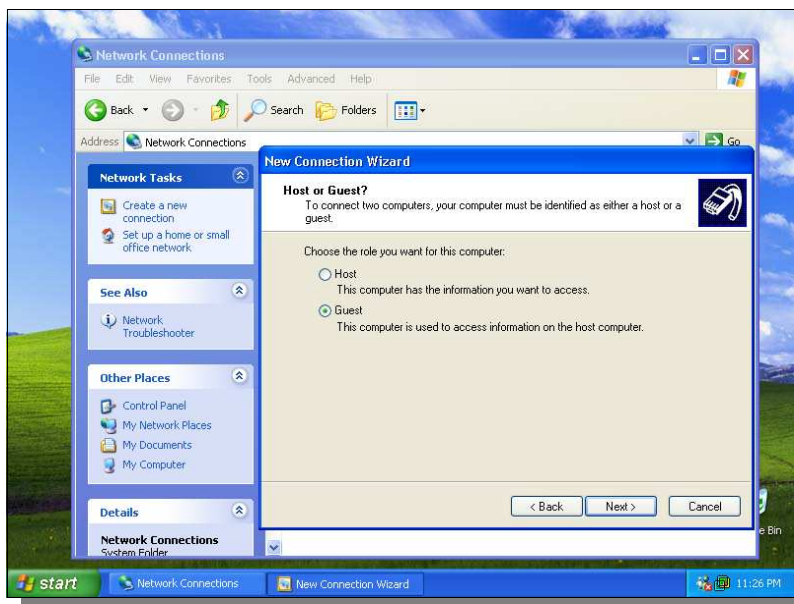 Network Connections
File Edit View Favorites Tools Advanced Help
Back Search Folders
Address Network Connections Go
Network Tasks
Create a new
connection
Set up a home or small
office network
See Also
Network
Troubleshooter
Other Places
Control Panel
My Network Places
My Documents
My Computer
Details
Network Connections
System Folder
New Connection Wizard
Host or Guest?
To connect two computers, your computer must be identified as either a host or a
guest.
Choose the role you want for this computer:
Host
This computer has the information you want to access.
Guest
This computer is used to access information on the host computer.
< Back Next > Cancel
e Bin
start Network Connections New Connection Wizard 11:26 PM